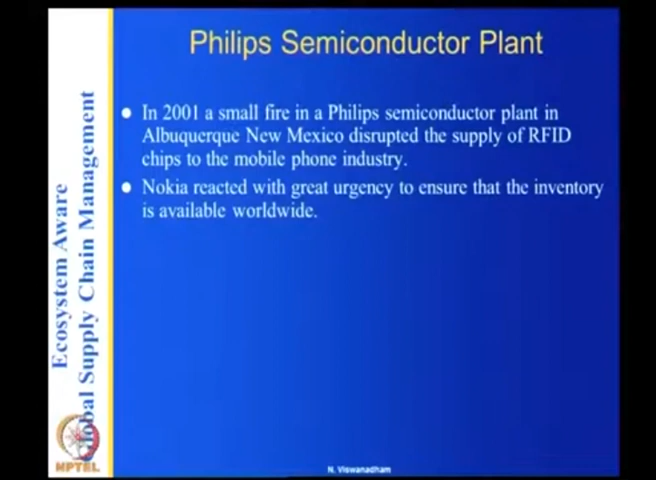 Philips Semiconductor Plant
In 2001 a small fire in a Philips semiconductor plant in
Albuquerque New Mexico disrupted the supply of RFID
chips to the mobile phone industry.
Nokia reacted with great urgency to ensure that the inventory
is available worldwide.
Ecosystem Aware
Global Supply Chain Management
NPTEL
N. Viswanadham